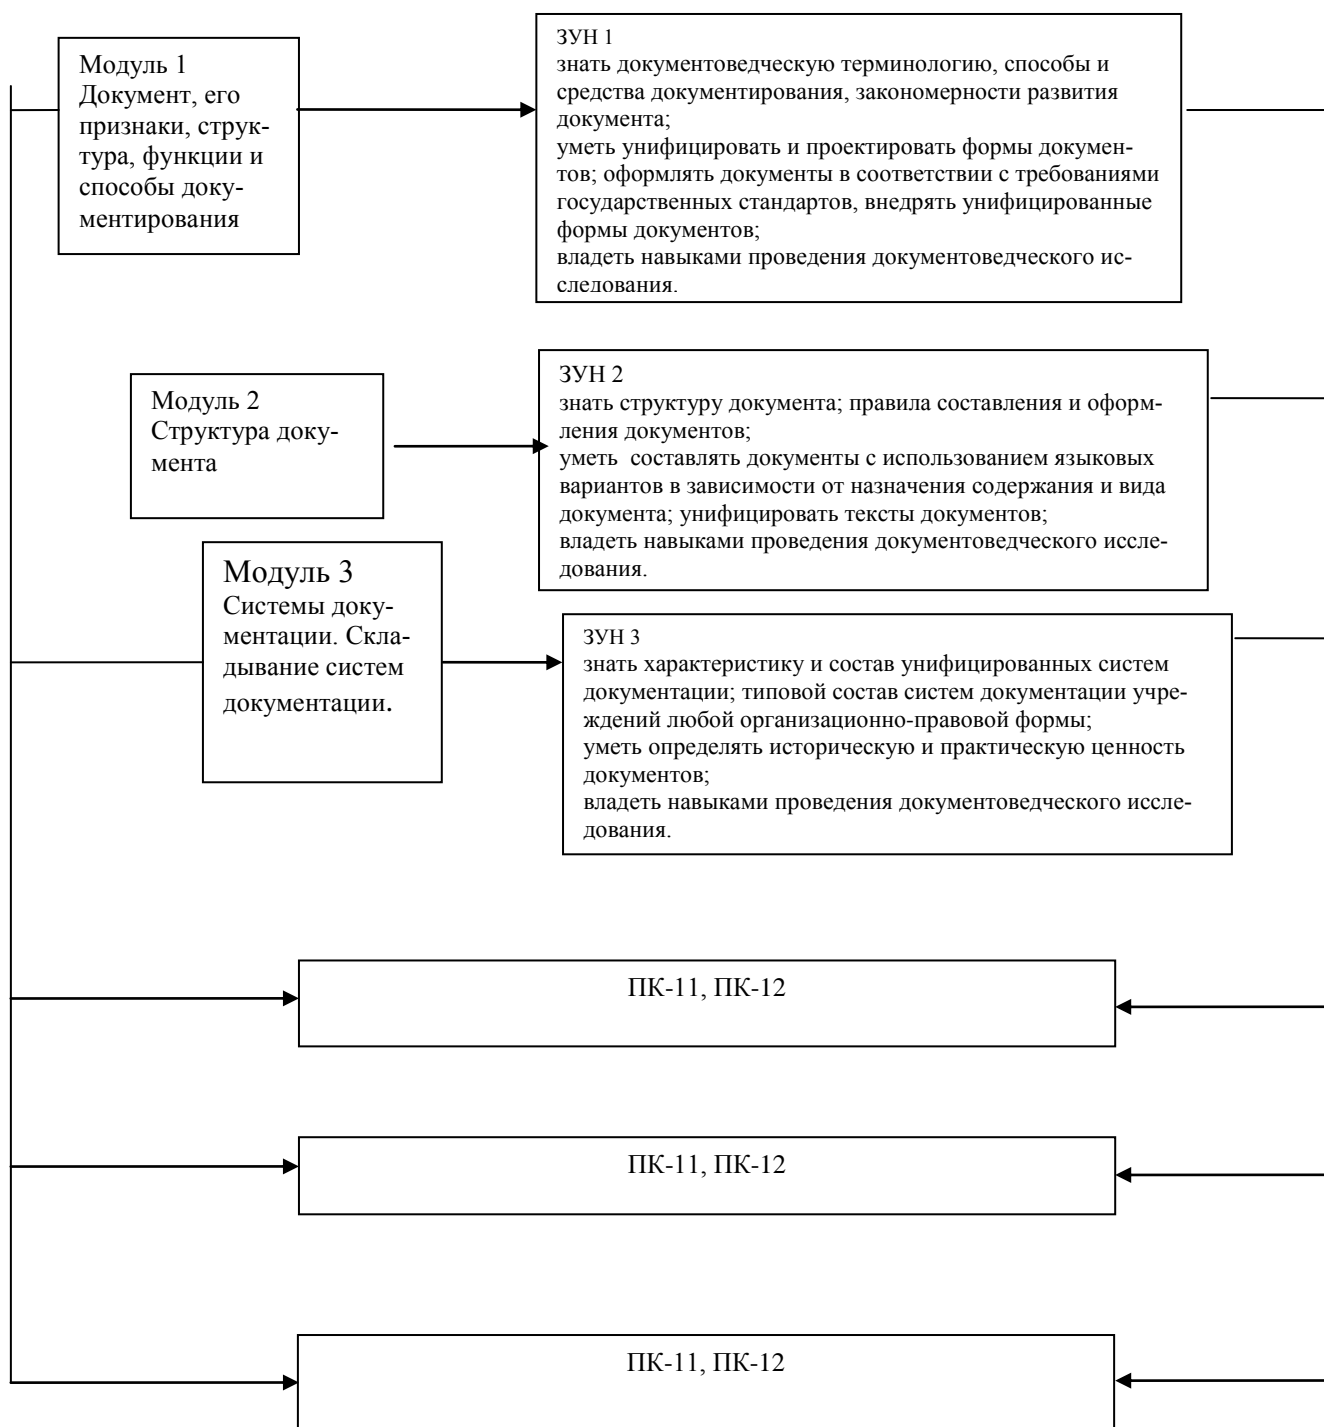 Модуль 1
Документ, его
признаки, струк-
тура, функции и
способы доку-
ментирования
ЗУН 1
знать документоведческую терминологию, способы и
средства документирования, закономерности развития
документа;
уметь унифицировать и проектировать формы докумен-
тов; оформлять документы в соответствии с требованиями
государственных стандартов, внедрять унифицированные
формы документов;
владеть навыками проведения документоведческого ис-
следования.
Модуль 2
Структура доку-
мента
ЗУН 2
знать структуру документа; правила составления и оформ-
ления документов;
уметь составлять документы с использованием языковых
вариантов в зависимости от назначения содержания и вида
документа; унифицировать тексты документов;
владеть навыками проведения документоведческого иссле-
дования.
Модуль 3
Системы доку-
ментации. Скла-
дывание систем
документации.
ЗУН 3
знать характеристику и состав унифицированных систем
документации; типовой состав систем документации учре-
ждений любой организационно-правовой формы;
уметь определять историческую и практическую ценность
документов;
владеть навыками проведения документоведческого иссле-
дования.
ПК-11, ПК-12
ПК-11, ПК-12
ПК-11, ПК-12